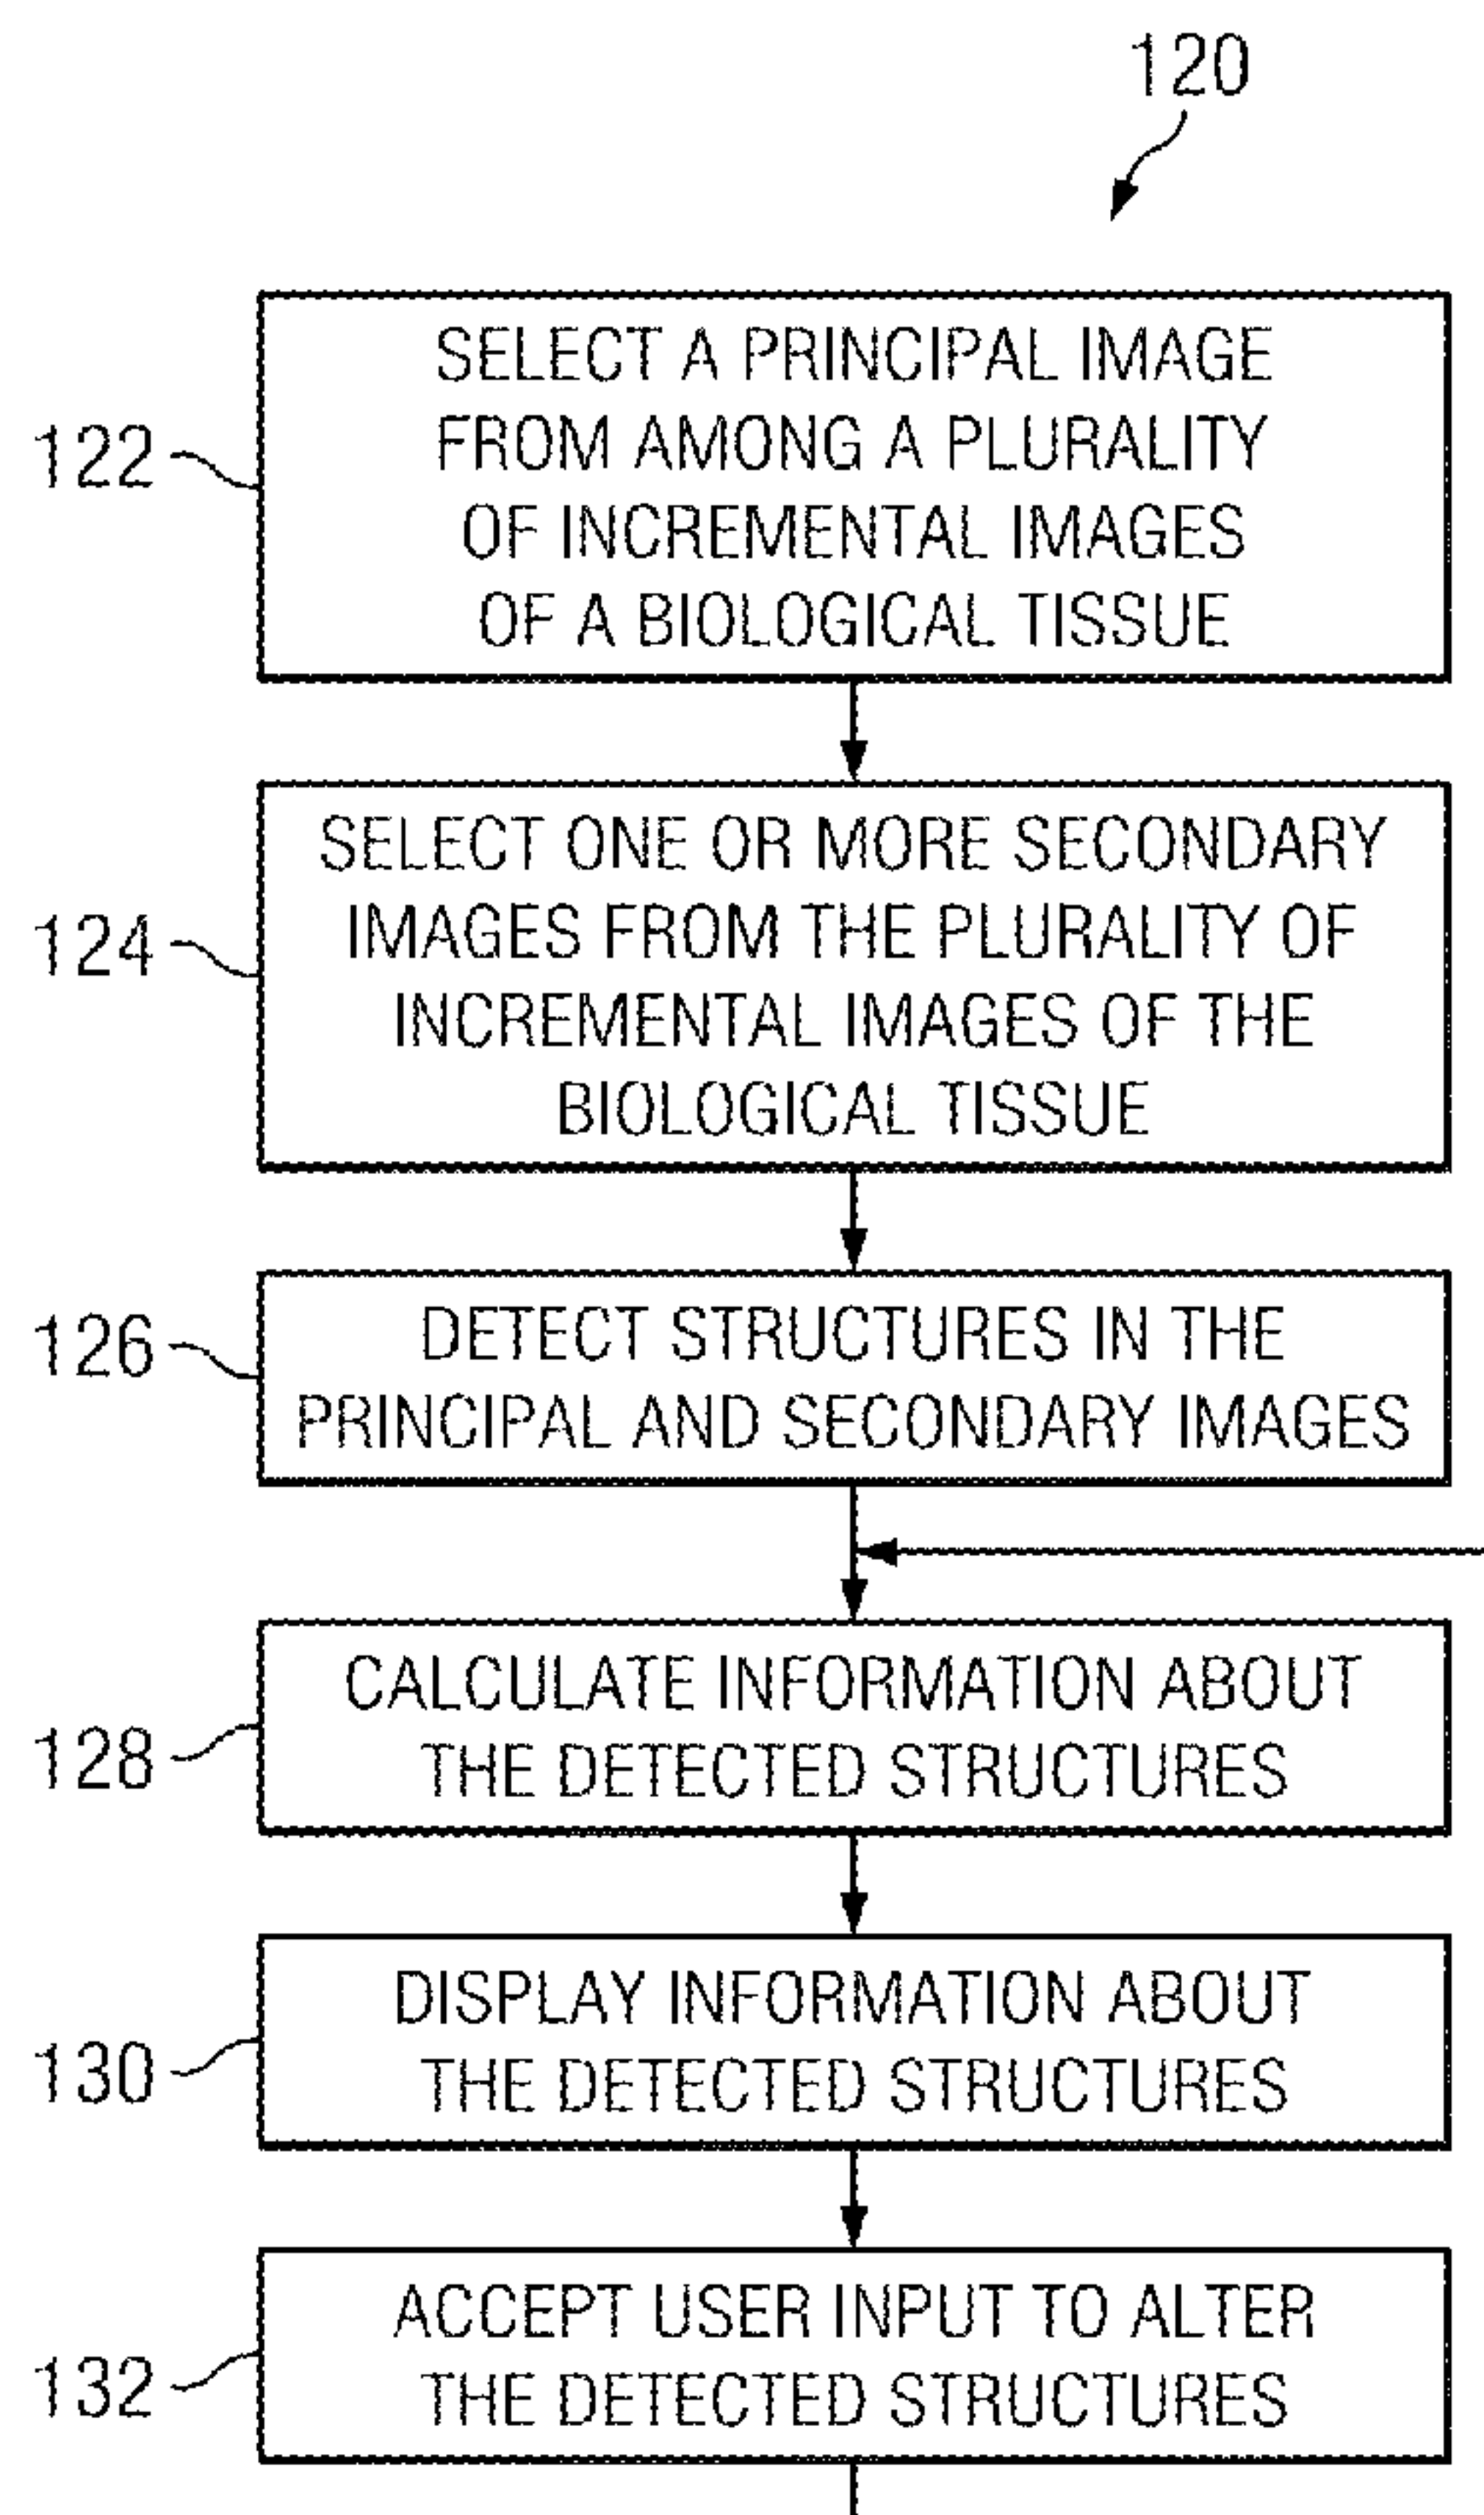 120
122
SELECT A PRINCIPAL IMAGE
FROM AMONG A PLURALITY
OF INCREMENTAL IMAGES
OF A BIOLOGICAL TISSUE
124
SELECT ONE OR MORE SECONDARY
IMAGES FROM THE PLURALITY OF
INCREMENTAL IMAGES OF THE
BIOLOGICAL TISSUE
126
DETECT STRUCTURES IN THE
PRINCIPAL AND SECONDARY IMAGES
128
CALCULATE INFORMATION ABOUT
THE DETECTED STRUCTURES
130
DISPLAY INFORMATION ABOUT
THE DETECTED STRUCTURES
132
ACCEPT USER INPUT TO ALTER
THE DETECTED STRUCTURES